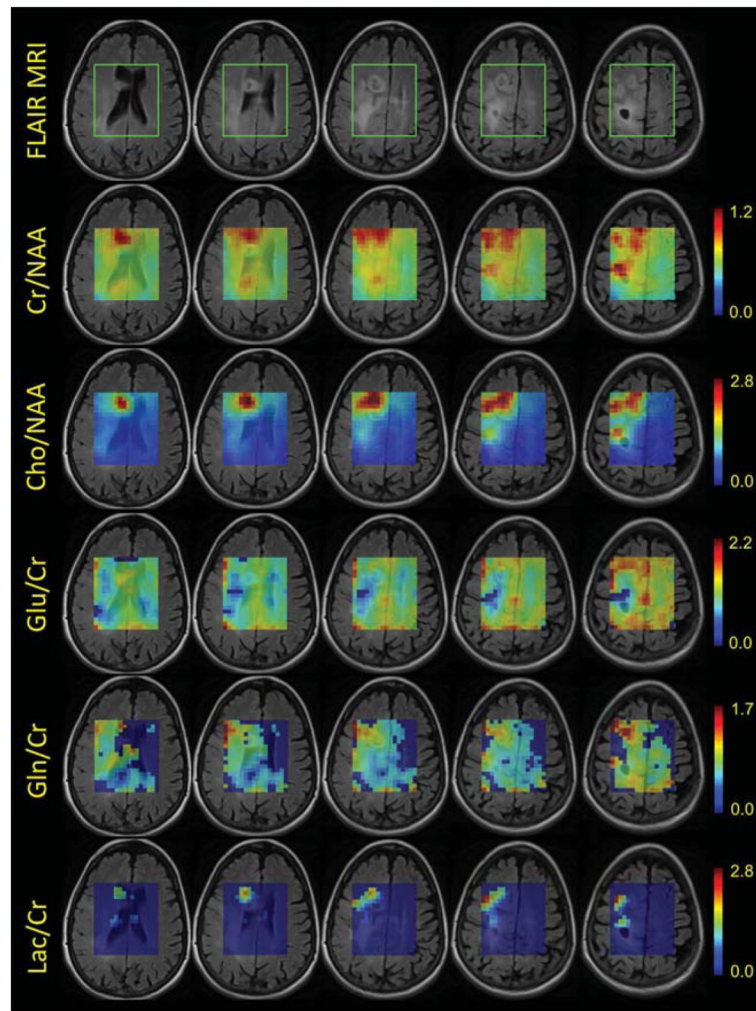 FLAIR MRI
Cr/NAA
1.2
0.0
Cho/NAA
2.8
0.0
Glu/Cr
2.2
0.0
Gln/Cr
1.7
0.0
Lac/Cr
2.8
0.0